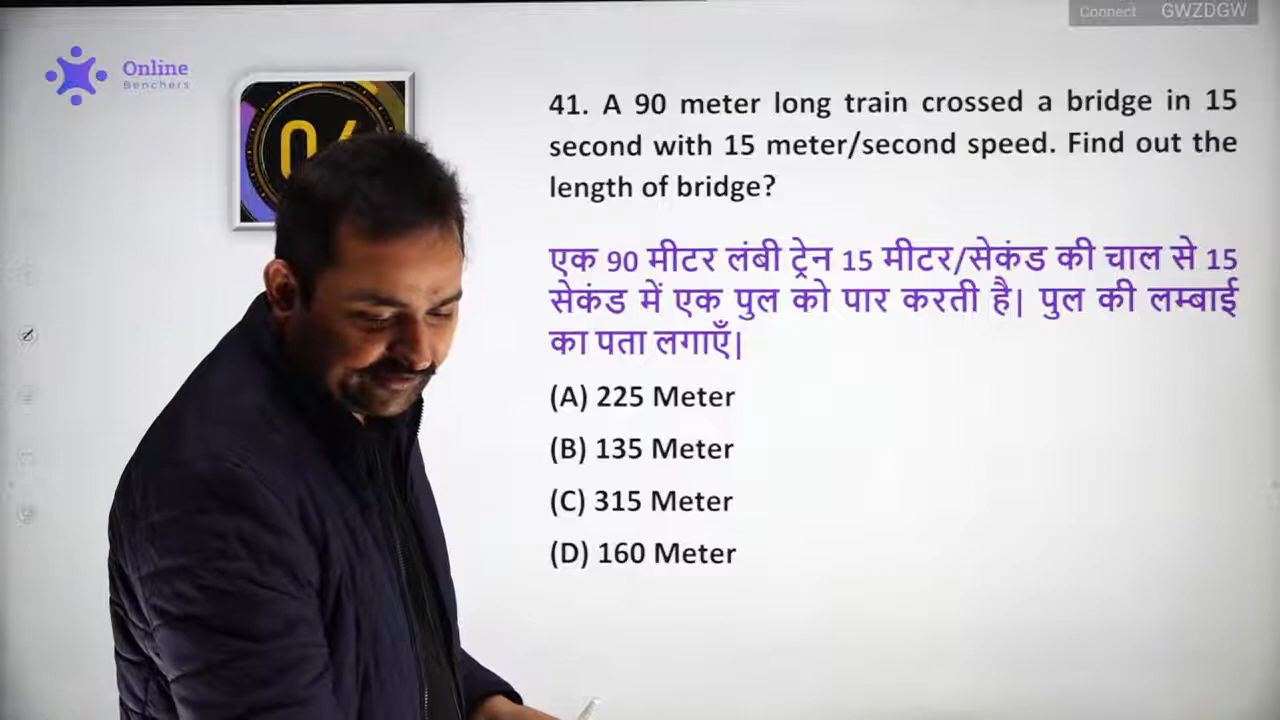 Connect GWZDGW
Online
Benchers
41. A 90 meter long train crossed a bridge in 15
second with 15 meter/second speed. Find out the
length of bridge?
एक 90 मीटर लंबी ट्रेन 15 मीटर/सेकंड की चाल से 15
सेकंड में एक पुल को पार करती है| पुल की लम्बाई
का पता लगाएँ|
(A) 225 Meter
(B) 135 Meter
(C) 315 Meter
(D) 160 Meter